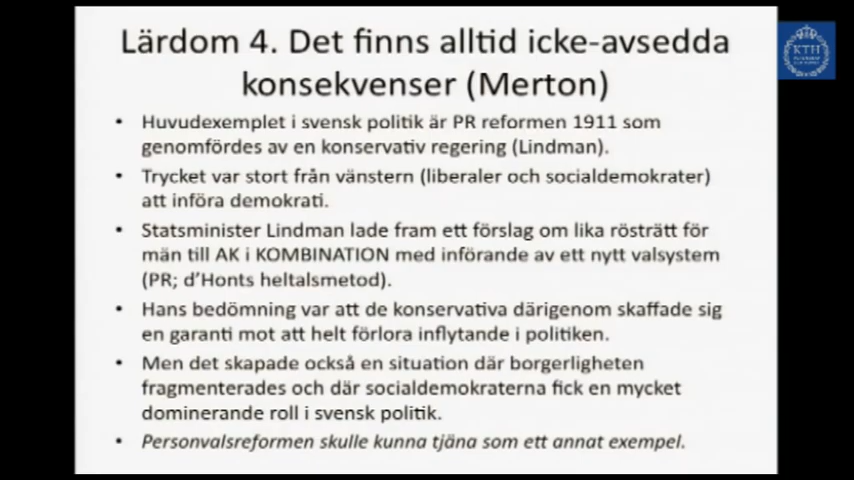 Lärdom 4. Det finns alltid icke-avsedda
konsekvenser (Merton)
• Huvudexemplet i svensk politik är PR reformen 1911 som
genomfördes av en konservativ regering (Lindman).
• Trycket var stort från vänstern (liberaler och socialdemokrater)
att införa demokrati.
• Statsminister Lindman lade fram ett förslag om lika rösträtt för
män till AK i KOMBINATION med införande av ett nytt valsystem
(PR; d’Honts heltalsmetod).
• Hans bedömning var att de konservativa därigenom skaffade sig
en garanti mot att helt förlora inflytande i politiken.
• Men det skapade också en situation där borgerligheten
fragmenterades och där socialdemokraterna fick en mycket
dominerande roll i svensk politik.
• Personvalsreformen skulle kunna tjäna som ett annat exempel.
KTH